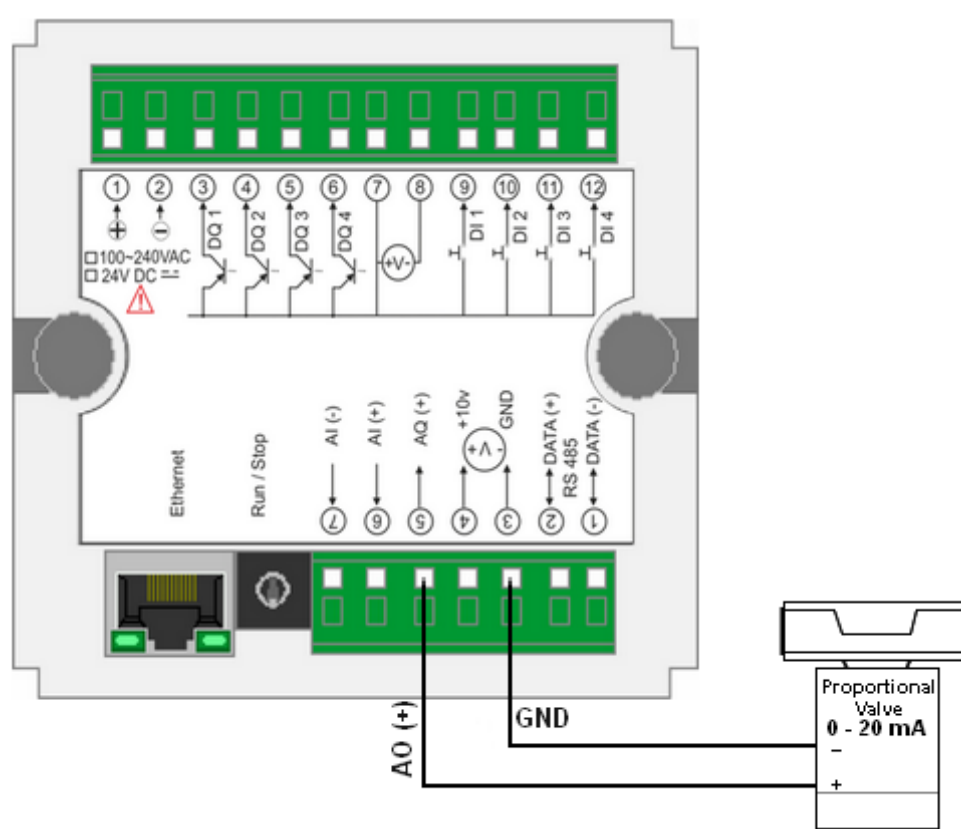 1 2 3 4 5 6 7 8 9 10 11 12
DQ 1
DQ 2
DQ 3
DQ 4
+V-
DI 1
DI 2
DI 3
DI 4
100~240VAC
24V DC
!
Ethernet
Run / Stop
AI (-)
AI (+)
AQ (+)
+10v
GND
+V-
DATA (+)
RS 485
DATA (-)
7 6 5 4 3 2 1
AO (+)
GND
Proportional
Valve
0 - 20 mA
-
+